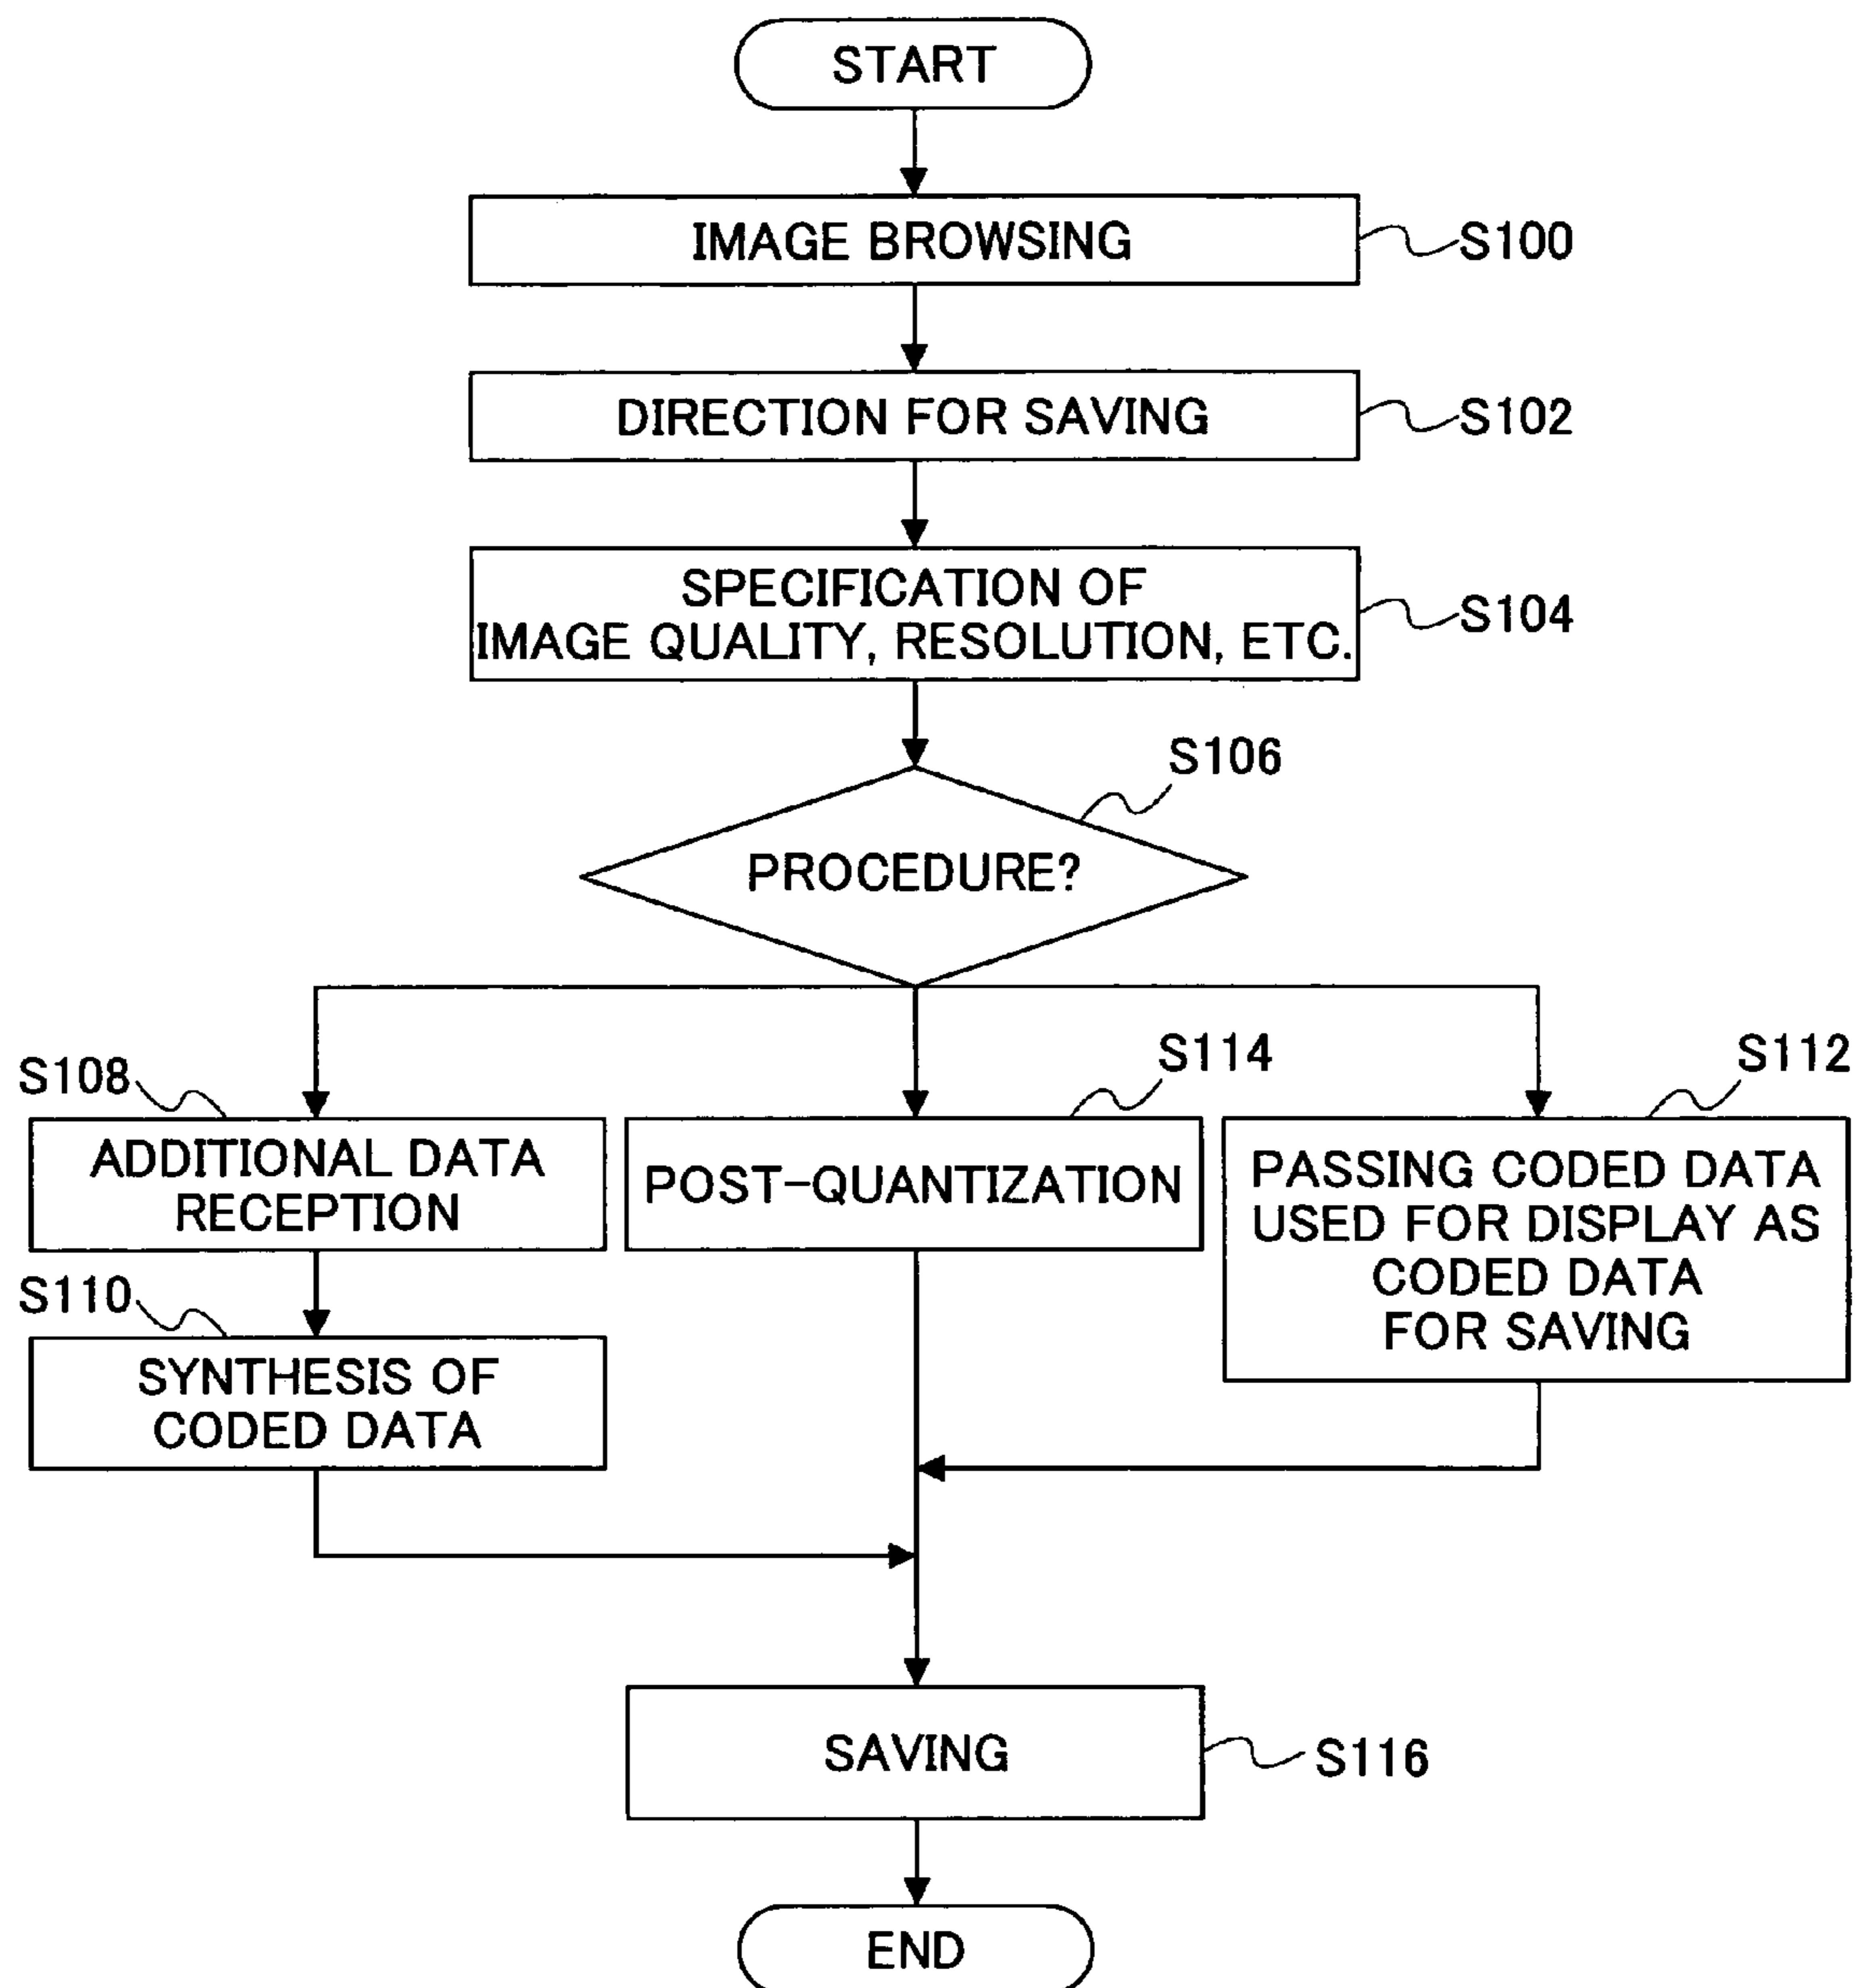 START
IMAGE BROWSING
S100
DIRECTION FOR SAVING
S102
SPECIFICATION OF
IMAGE QUALITY, RESOLUTION, ETC.
S104
S106
PROCEDURE?
S108
ADDITIONAL DATA
RECEPTION
S110
SYNTHESIS OF
CODED DATA
S114
POST-QUANTIZATION
S112
PASSING CODED DATA
USED FOR DISPLAY AS
CODED DATA
FOR SAVING
SAVING
S116
END